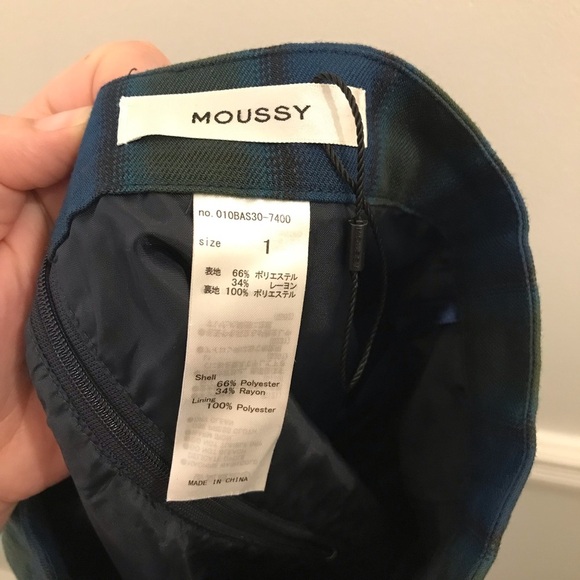 MOUSSY
no. 010BAS30-7400
size 1
表地 66% ポリエステル
34% レーヨン
裏地 100% ポリエステル
Shell
66% Polyester
34% Rayon
Lining
100% Polyester
MADE IN CHINA